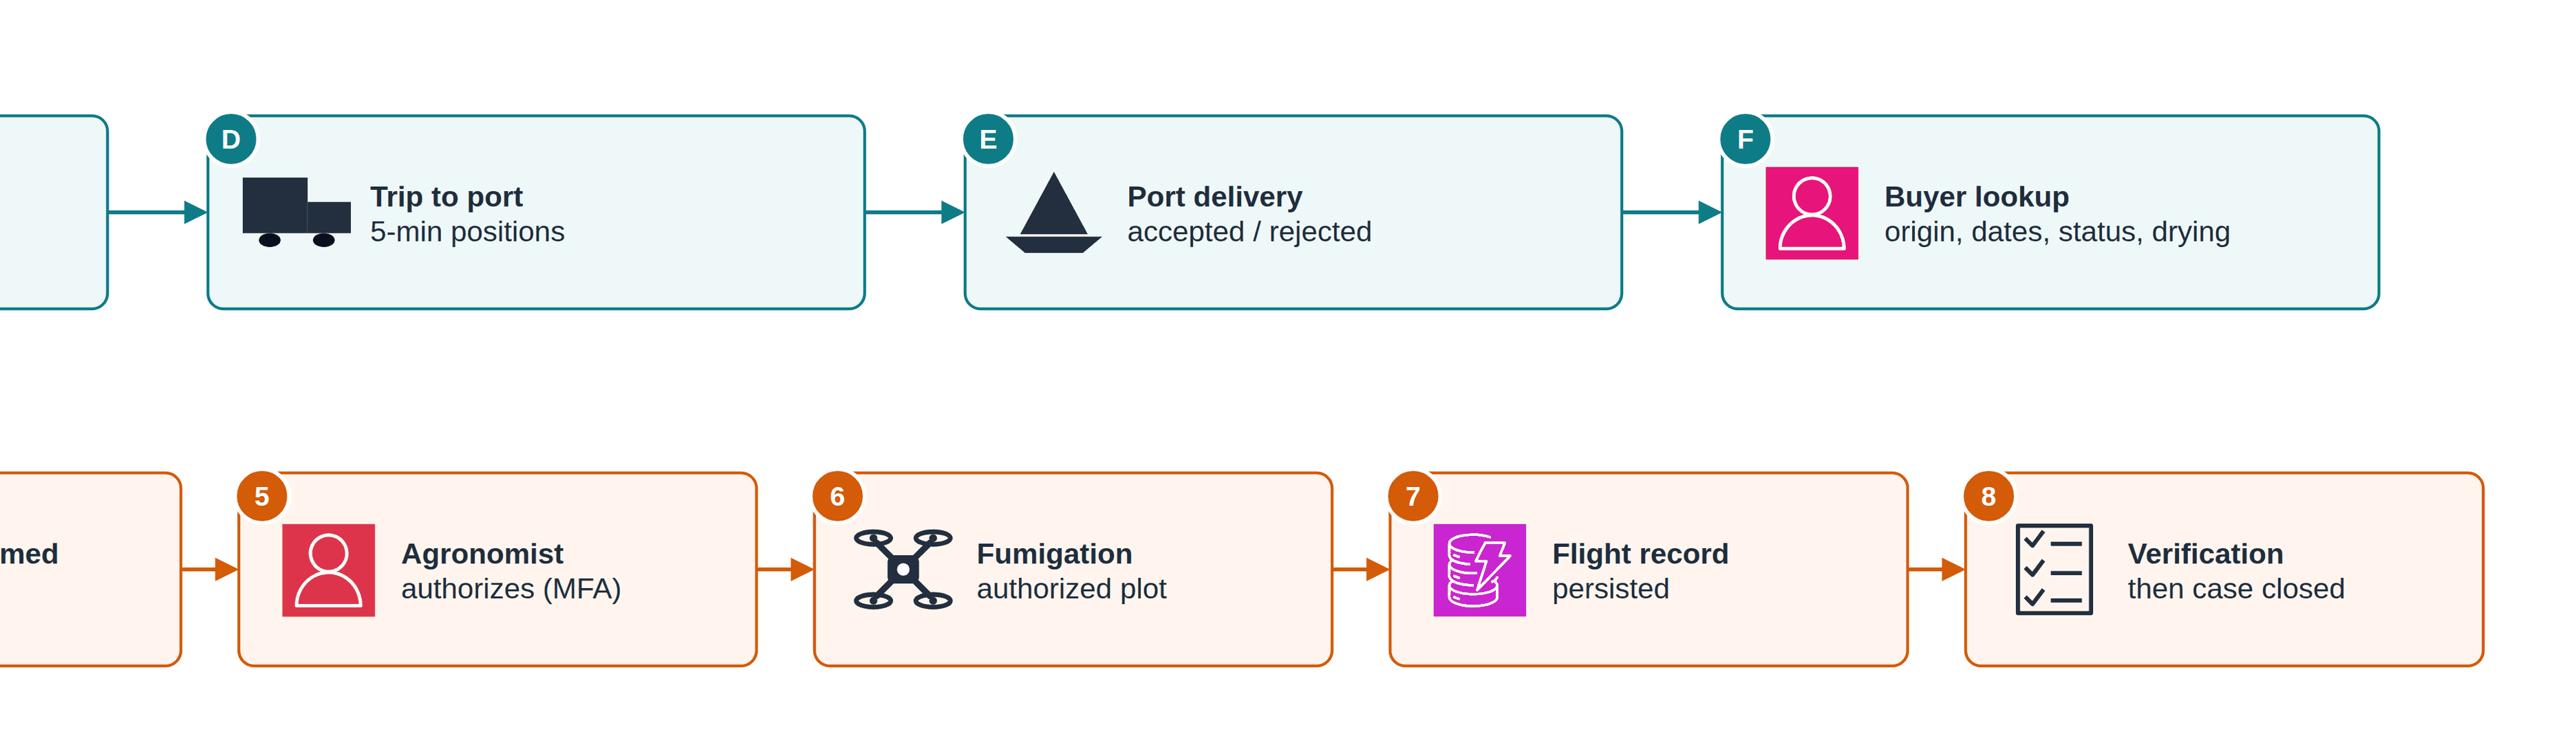 D
Trip to port
5-min positions
E
Port delivery
accepted / rejected
F
Buyer lookup
origin, dates, status, drying
med
5
Agronomist
authorizes (MFA)
6
Fumigation
authorized plot
7
Flight record
persisted
8
Verification
then case closed